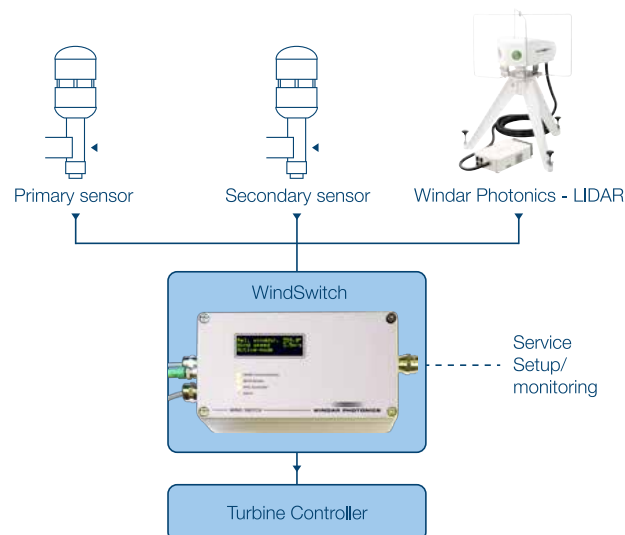 Primary sensor
Secondary sensor
Windar Photonics - LIDAR
WindSwitch
Service
Setup/
monitoring
WINDAR PHOTONICS
Turbine Controller